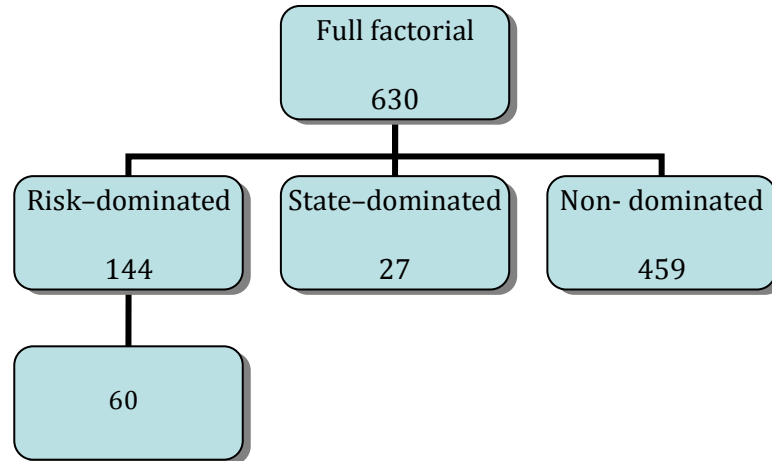 Full factorial
630
Risk–dominated
144
State–dominated
27
Non- dominated
459
60